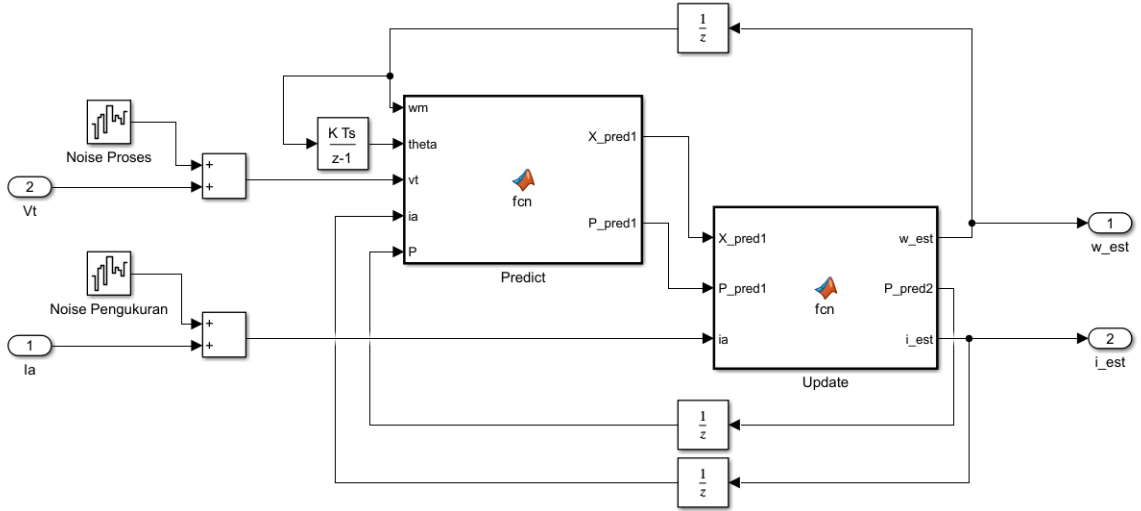 1
z
wm
K Ts
z-1
theta
X_pred1
Noise Proses
+
+
vt
fcn
2
Vt
ia
P_pred1
P
Predict
X_pred1
w_est
1
w_est
Noise Pengukuran
P_pred1
fcn
P_pred2
+
+
1
Ia
ia
i_est
2
i_est
Update
1
z
1
z